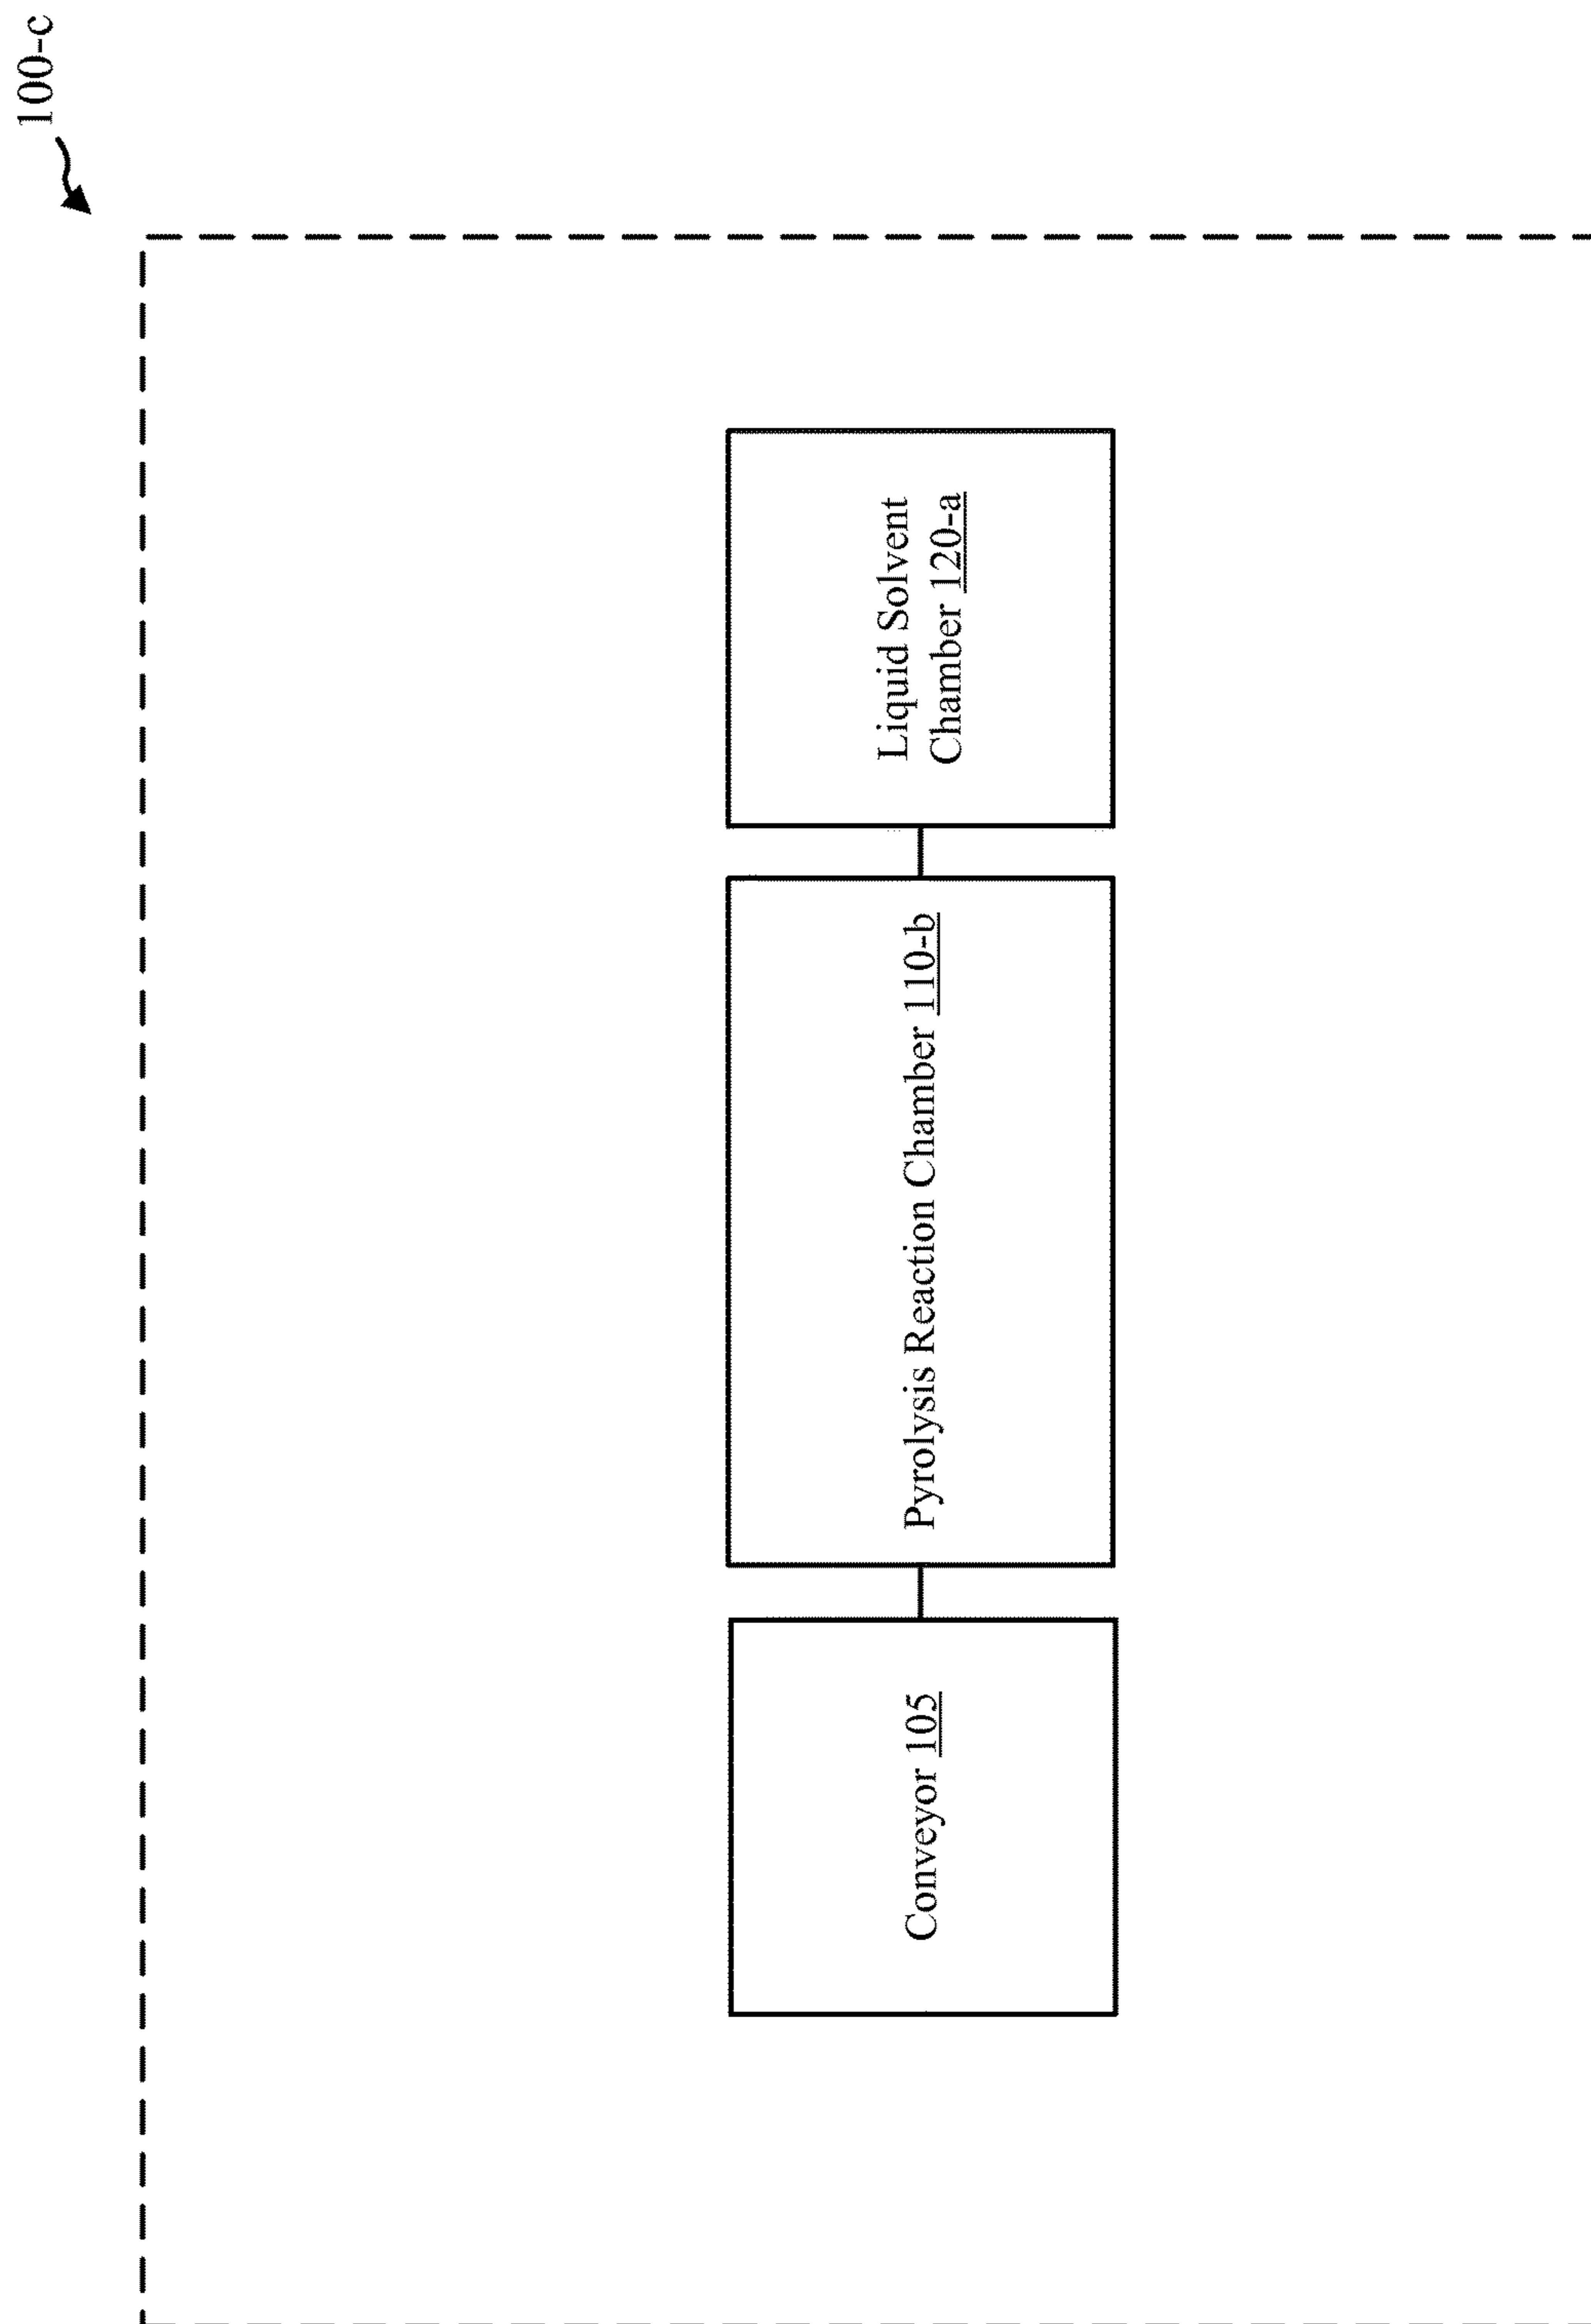 100-c
Conveyor 105
Pyrolysis Reaction Chamber 110-b
Liquid Solvent
Chamber 120-a